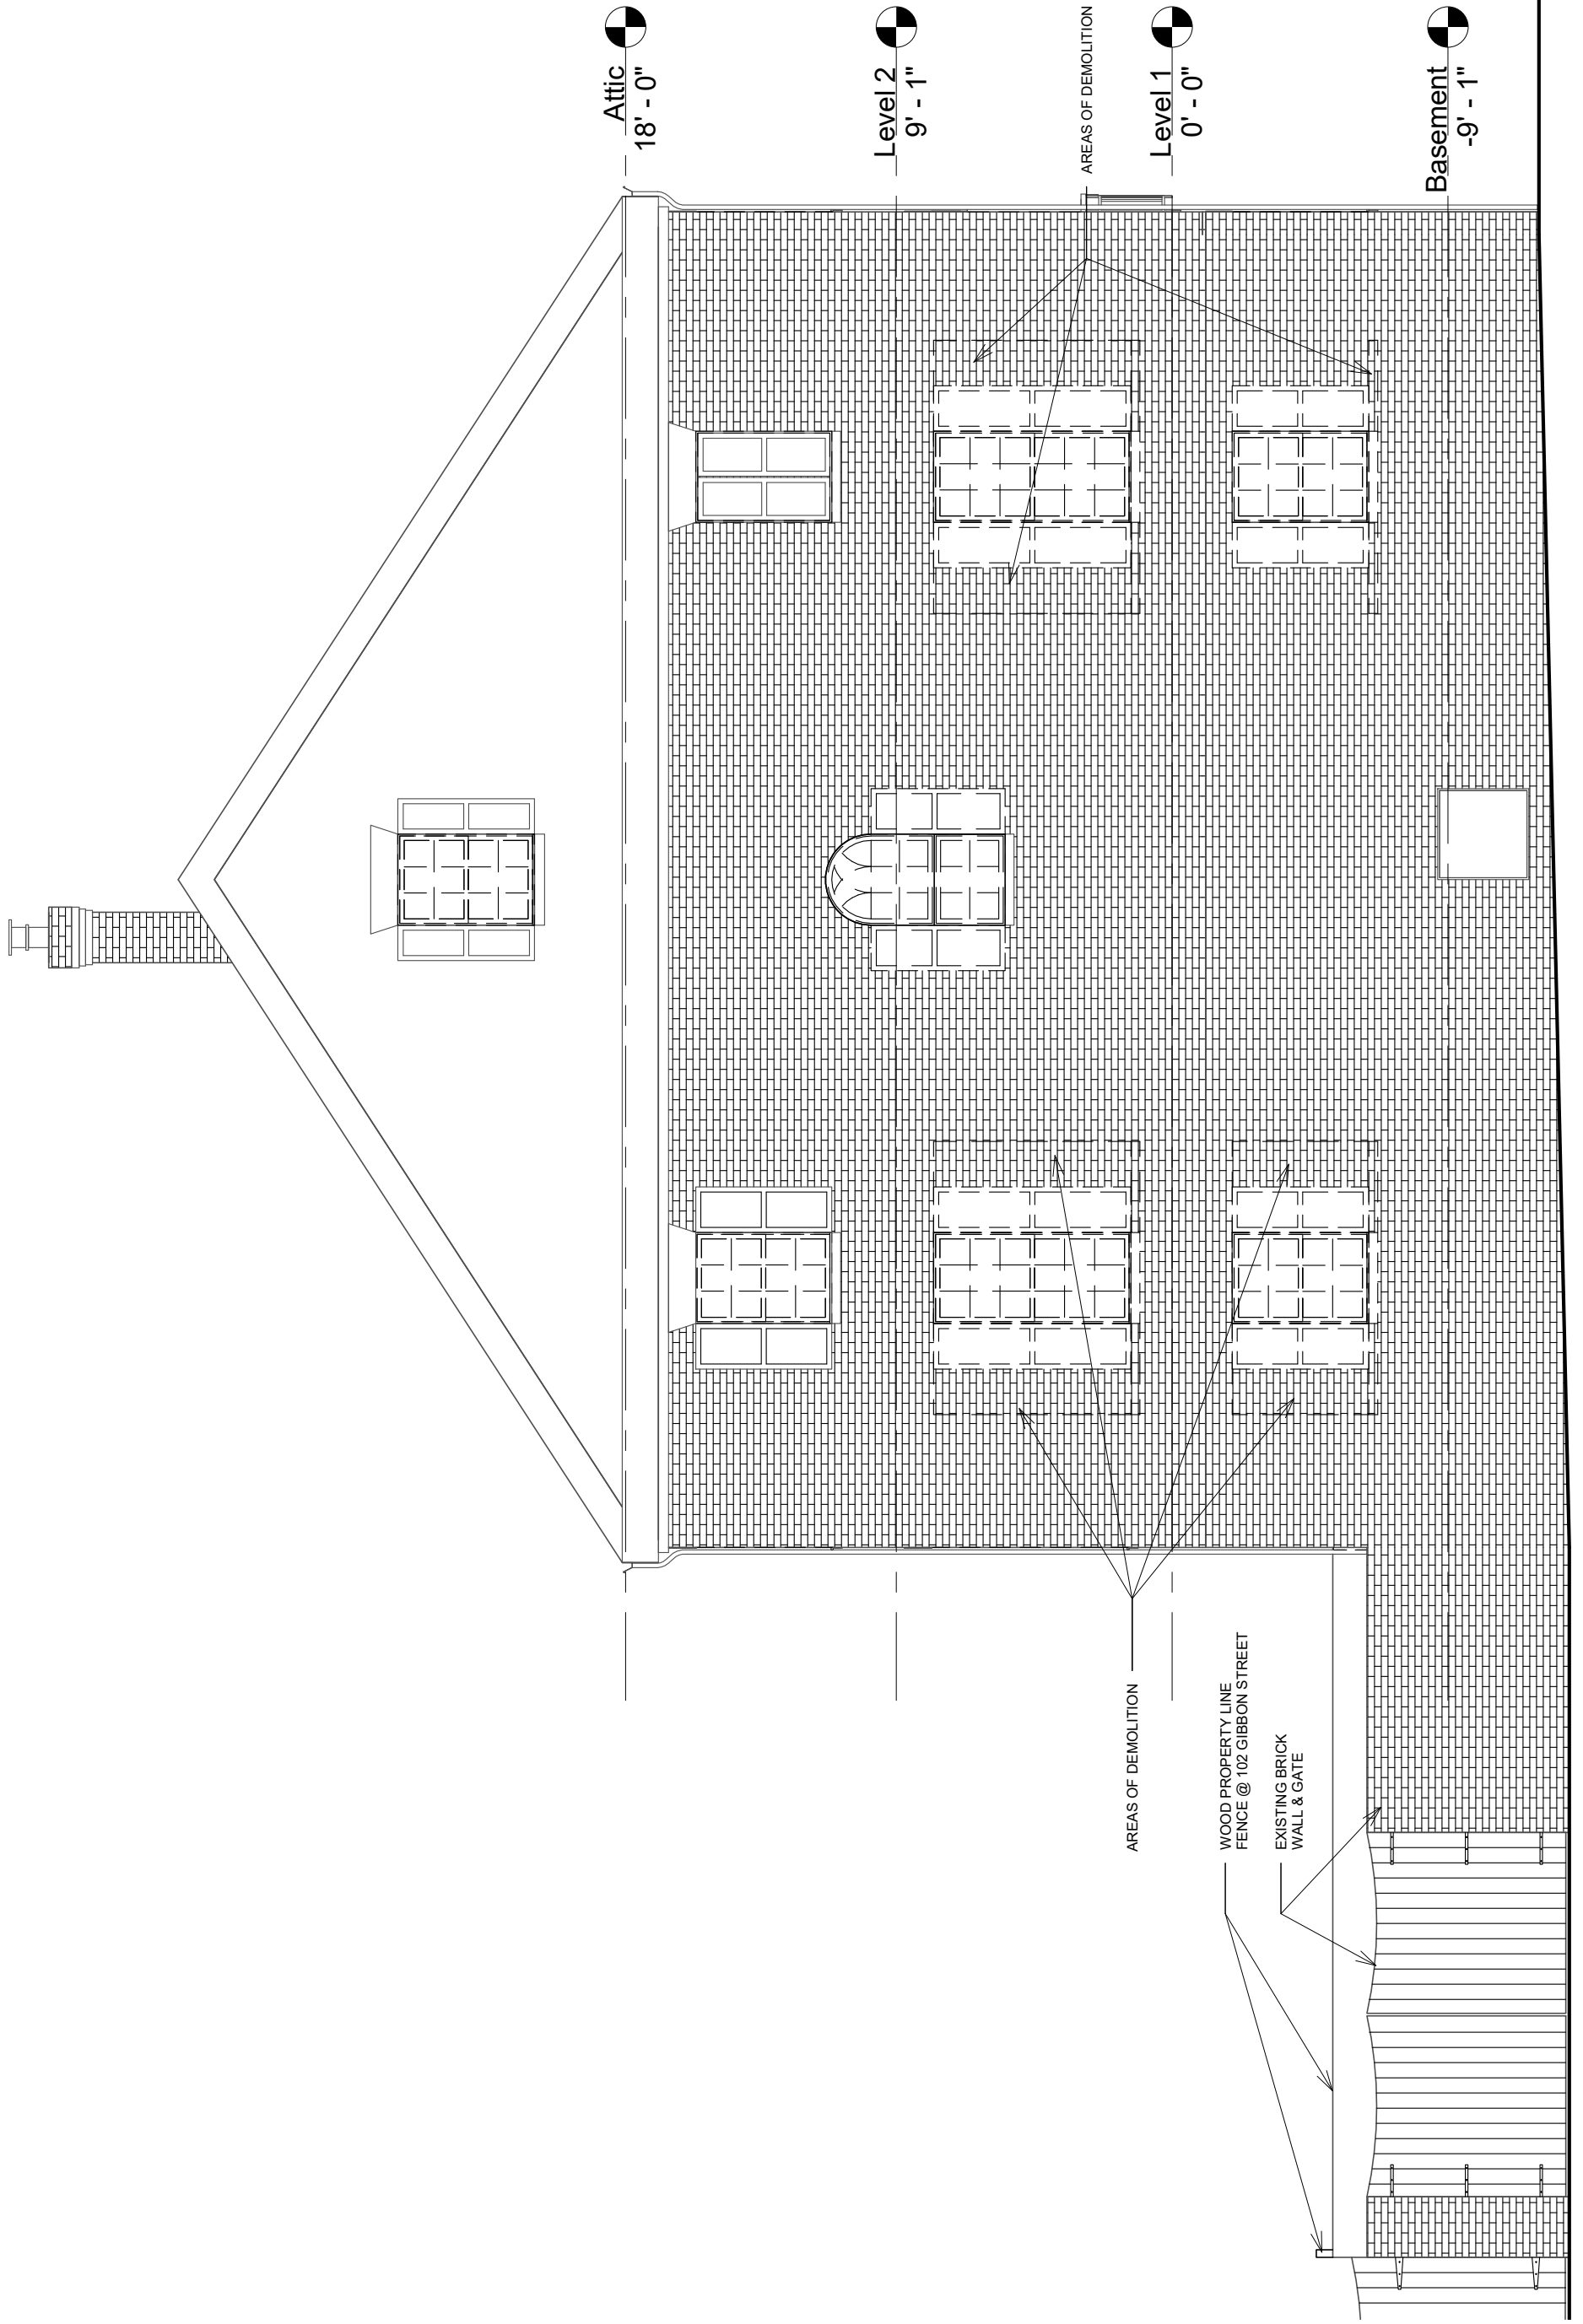 Attic
18' - 0"
Level 2
9' - 1"
AREAS OF DEMOLITION
Level 1
0' - 0"
Basement
-9' - 1"
AREAS OF DEMOLITION
WOOD PROPERTY LINE
FENCE @ 102 GIBBON STREET
EXISTING BRICK
WALL & GATE